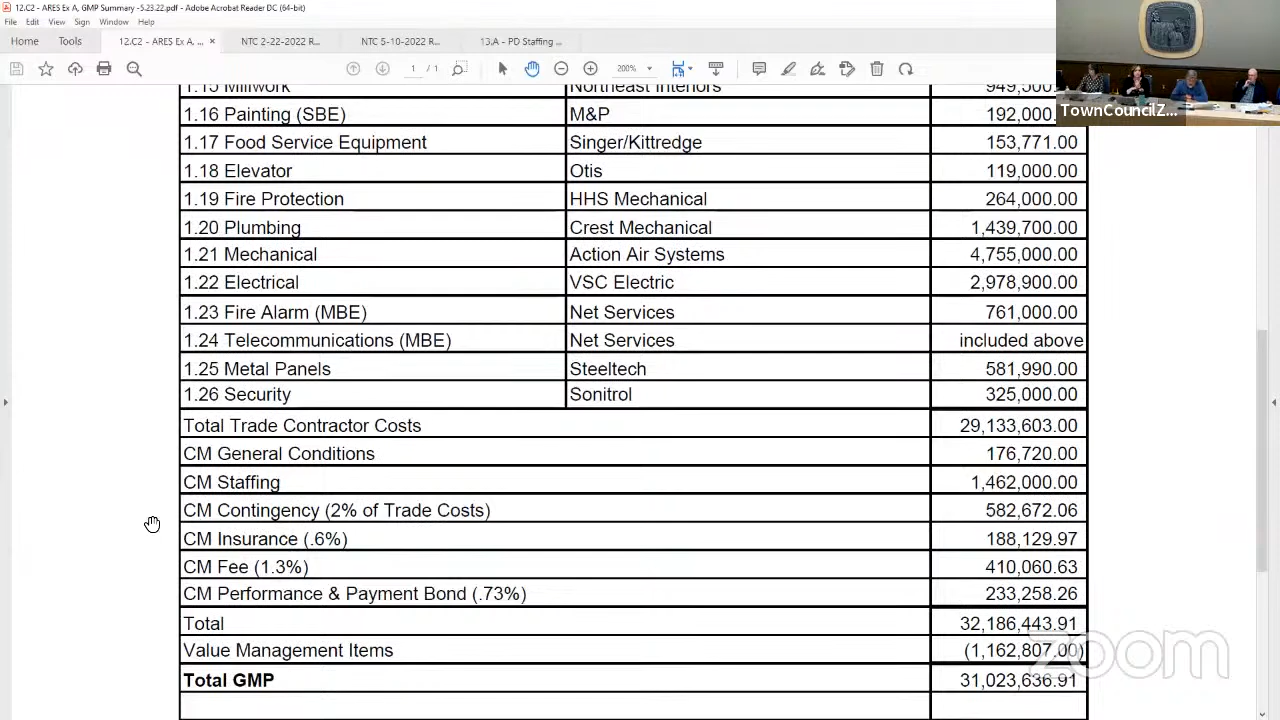 12.C2 - ARES Ex A, GMP Summary -5.23.22.pdf - Adobe Acrobat Reader DC (64-bit)
File Edit View Sign Window Help
Home Tools 12.C2 - ARES Ex A, ... × NTC 2-22-2022 R... NTC 5-10-2022 R... 13.A - PD Staffing ...
1 / 1 200%
TownCouncilZ...
1.15 Millwork Northeast Interiors 949,500.
1.16 Painting (SBE) M&P 192,000.
1.17 Food Service Equipment Singer/Kittredge 153,771.00
1.18 Elevator Otis 119,000.00
1.19 Fire Protection HHS Mechanical 264,000.00
1.20 Plumbing Crest Mechanical 1,439,700.00
1.21 Mechanical Action Air Systems 4,755,000.00
1.22 Electrical VSC Electric 2,978,900.00
1.23 Fire Alarm (MBE) Net Services 761,000.00
1.24 Telecommunications (MBE) Net Services included above
1.25 Metal Panels Steeltech 581,990.00
1.26 Security Sonitrol 325,000.00
Total Trade Contractor Costs 29,133,603.00
CM General Conditions 176,720.00
CM Staffing 1,462,000.00
CM Contingency (2% of Trade Costs) 582,672.06
CM Insurance (.6%) 188,129.97
CM Fee (1.3%) 410,060.63
CM Performance & Payment Bond (.73%) 233,258.26
Total 32,186,443.91
Value Management Items (1,162,807.00)
Total GMP 31,023,636.91
zoom